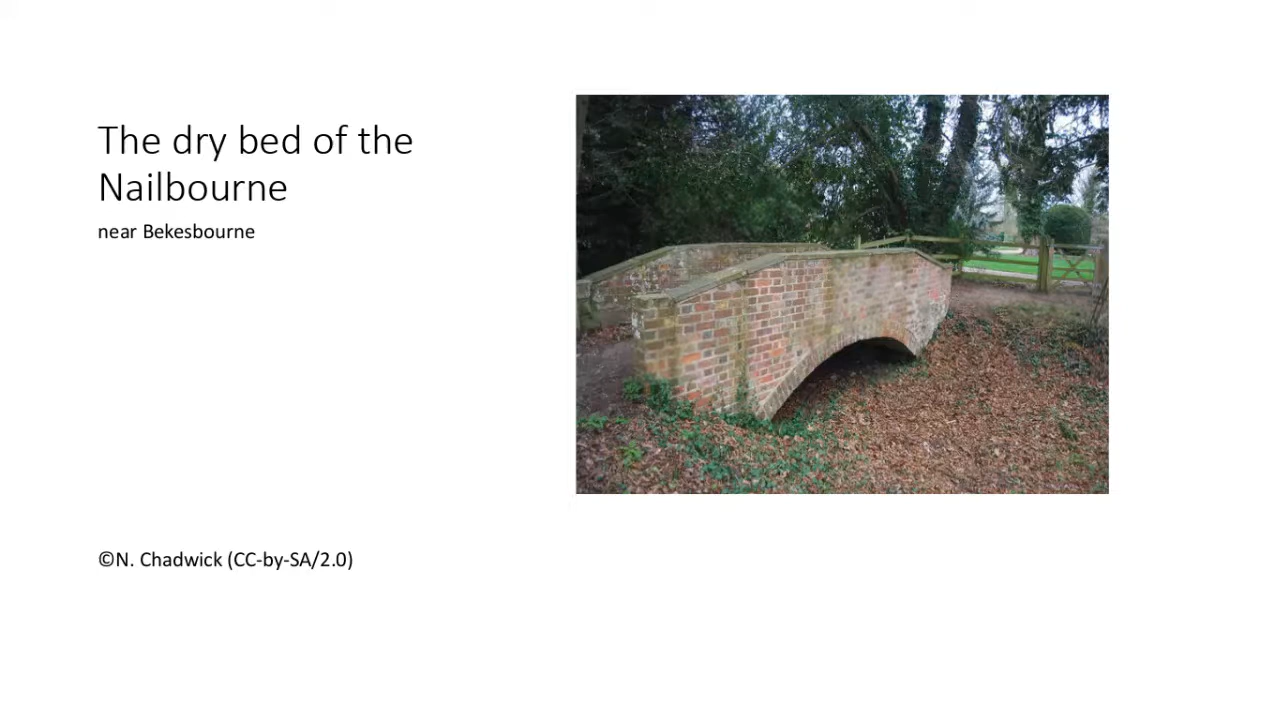 The dry bed of the
Nailbourne
near Bekesbourne
©N. Chadwick (CC-by-SA/2.0)